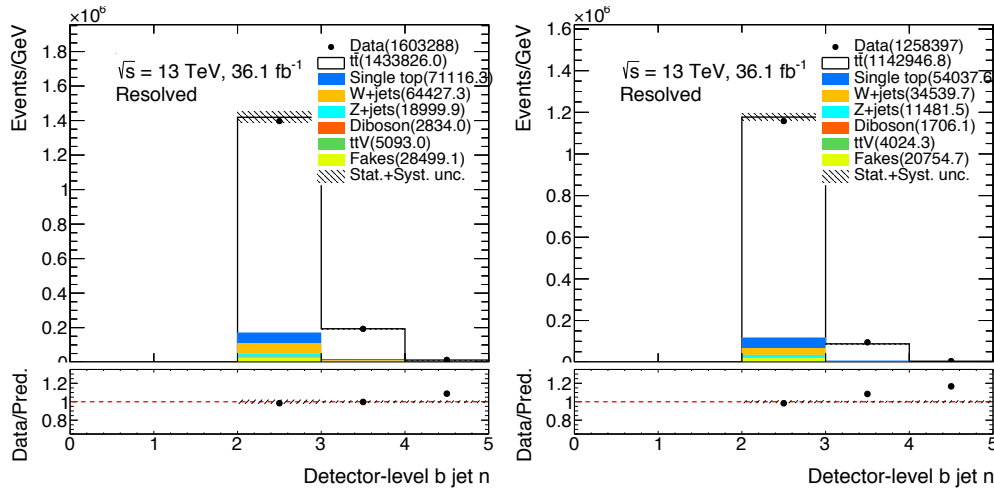 ×10⁶
Events/GeV
1.6
1.4
1.2
1
0.8
0.6
0.4
0.2
0
√s = 13 TeV, 36.1 fb⁻¹
Resolved
Data(1603288)
tt̄(1433826.0)
Single top(71116.3)
W+jets(64427.3)
Z+jets(18999.9)
Diboson(2834.0)
ttV(5093.0)
Fakes(28499.1)
Stat.+Syst. unc.
Data/Pred.
1.2
1
0.8
0 1 2 3 4 5
Detector-level b jet n
×10⁶
Events/GeV
1.6
1.4
1.2
1
0.8
0.6
0.4
0.2
0
√s = 13 TeV, 36.1 fb⁻¹
Resolved
Data(1258397)
tt̄(1142946.8)
Single top(54037.6
W+jets(34539.7)
Z+jets(11481.5)
Diboson(1706.1)
ttV(4024.3)
Fakes(20754.7)
Stat.+Syst. unc.
Data/Pred.
1.2
1
0.8
0 1 2 3 4 5
Detector-level b jet n